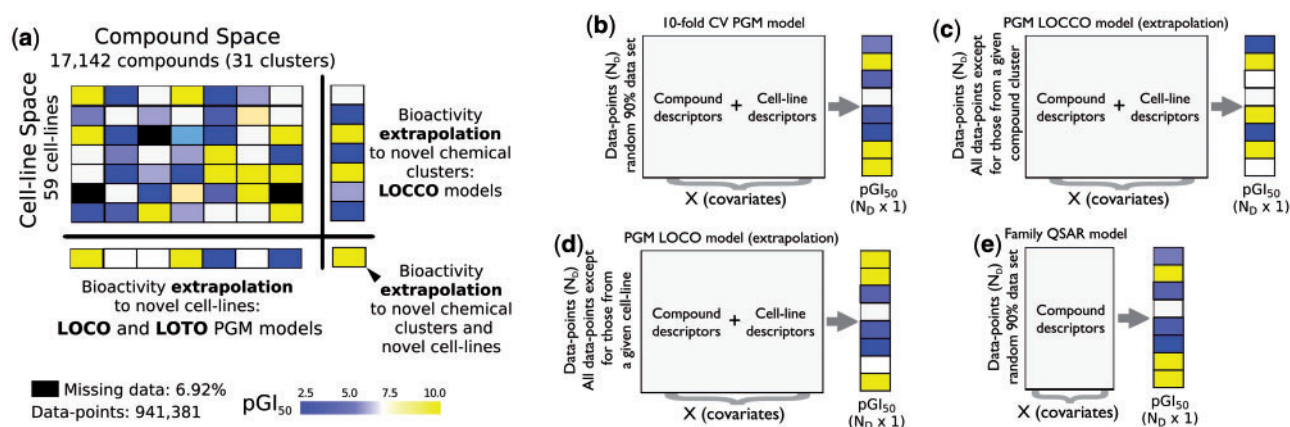 (a)
Compound Space
17,142 compounds (31 clusters)
Cell-line Space
59 cell-lines
Bioactivity
extrapolation
to novel chemical
clusters:
LOCCO models
Bioactivity extrapolation
to novel cell-lines:
LOCO and LOTO PGM models
Bioactivity
extrapolation
to novel chemical
clusters and
novel cell-lines
Missing data: 6.92%
Data-points: 941,381
pGI50
2.5 5.0 7.5 10.0
(b)
10-fold CV PGM model
Data-points (ND)
random 90% data set
Compound
descriptors
+
Cell-line
descriptors
X (covariates)
pGI50
(ND x 1)
(c)
PGM LOCCO model (extrapolation)
Data-points (ND)
All data-points except
for those from a given
compound cluster
Compound
descriptors
+
Cell-line
descriptors
X (covariates)
pGI50
(ND x 1)
(d)
PGM LOCO model (extrapolation)
Data-points (ND)
All data-points except
for those from
a given cell-line
Compound
descriptors
+
Cell-line
descriptors
X (covariates)
pGI50
(ND x 1)
(e)
Family QSAR model
Data-points (ND)
random 90% data set
Compound
descriptors
X (covariates)
pGI50
(ND x 1)